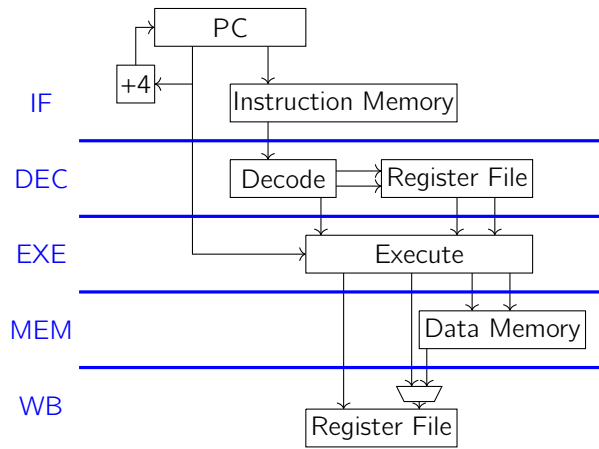 PC
+4
IF
Instruction Memory
DEC
Decode
Register File
EXE
Execute
MEM
Data Memory
WB
Register File